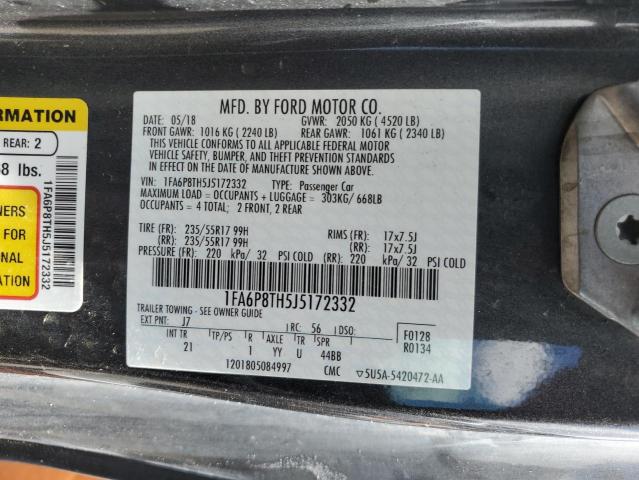 ORMATION
REAR: 2
8 lbs.
NERS
FOR
ONAL
ATION
1FA6P8TH5J5172332
MFD. BY FORD MOTOR CO.
DATE: 05/18 GVWR: 2050 KG ( 4520 LB)
FRONT GAWR: 1016 KG ( 2240 LB) REAR GAWR: 1061 KG ( 2340 LB)
THIS VEHICLE CONFORMS TO ALL APPLICABLE FEDERAL MOTOR
VEHICLE SAFETY, BUMPER, AND THEFT PREVENTION STANDARDS
IN EFFECT ON THE DATE OF MANUFACTURE SHOWN ABOVE.
VIN: 1FA6P8TH5J5172332 TYPE: Passenger Car
MAXIMUM LOAD = OCCUPANTS + LUGGAGE = 303KG/ 668LB
OCCUPANTS = 4 TOTAL; 2 FRONT, 2 REAR
TIRE (FR): 235/55R17 99H RIMS (FR): 17x7.5J
(RR): 235/55R17 99H (RR): 17x7.5J
PRESSURE (FR): 220 kPa/ 32 PSI COLD (RR): 220 kPa/ 32 PSI COLD
1FA6P8TH5J5172332
TRAILER TOWING - SEE OWNER GUIDE
EXT PNT: J7 RC: 56 DSO: F0128
R0134
INT TR TP/PS R AXLE TR SPR
21 1 YY U 44BB
1201805084997 CMC ▽5U5A-5420472-AA